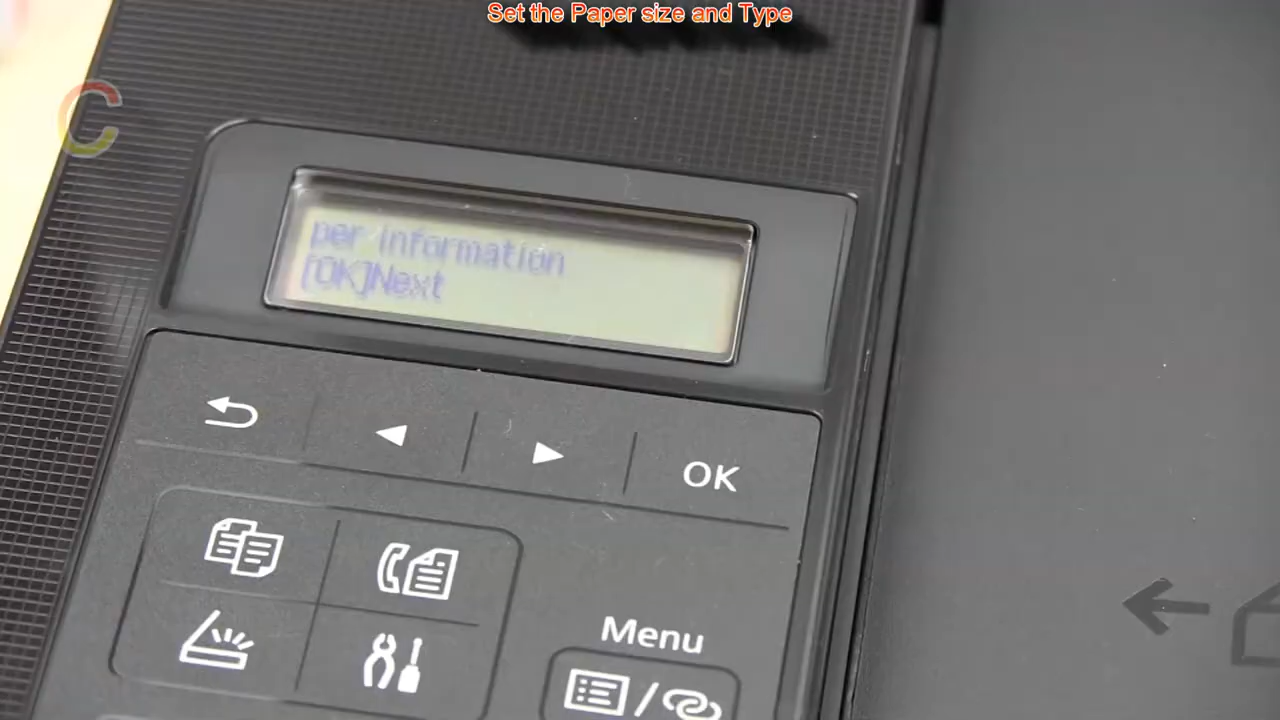 Set the Paper size and Type
C
per information
[OK]Next
OK
Menu